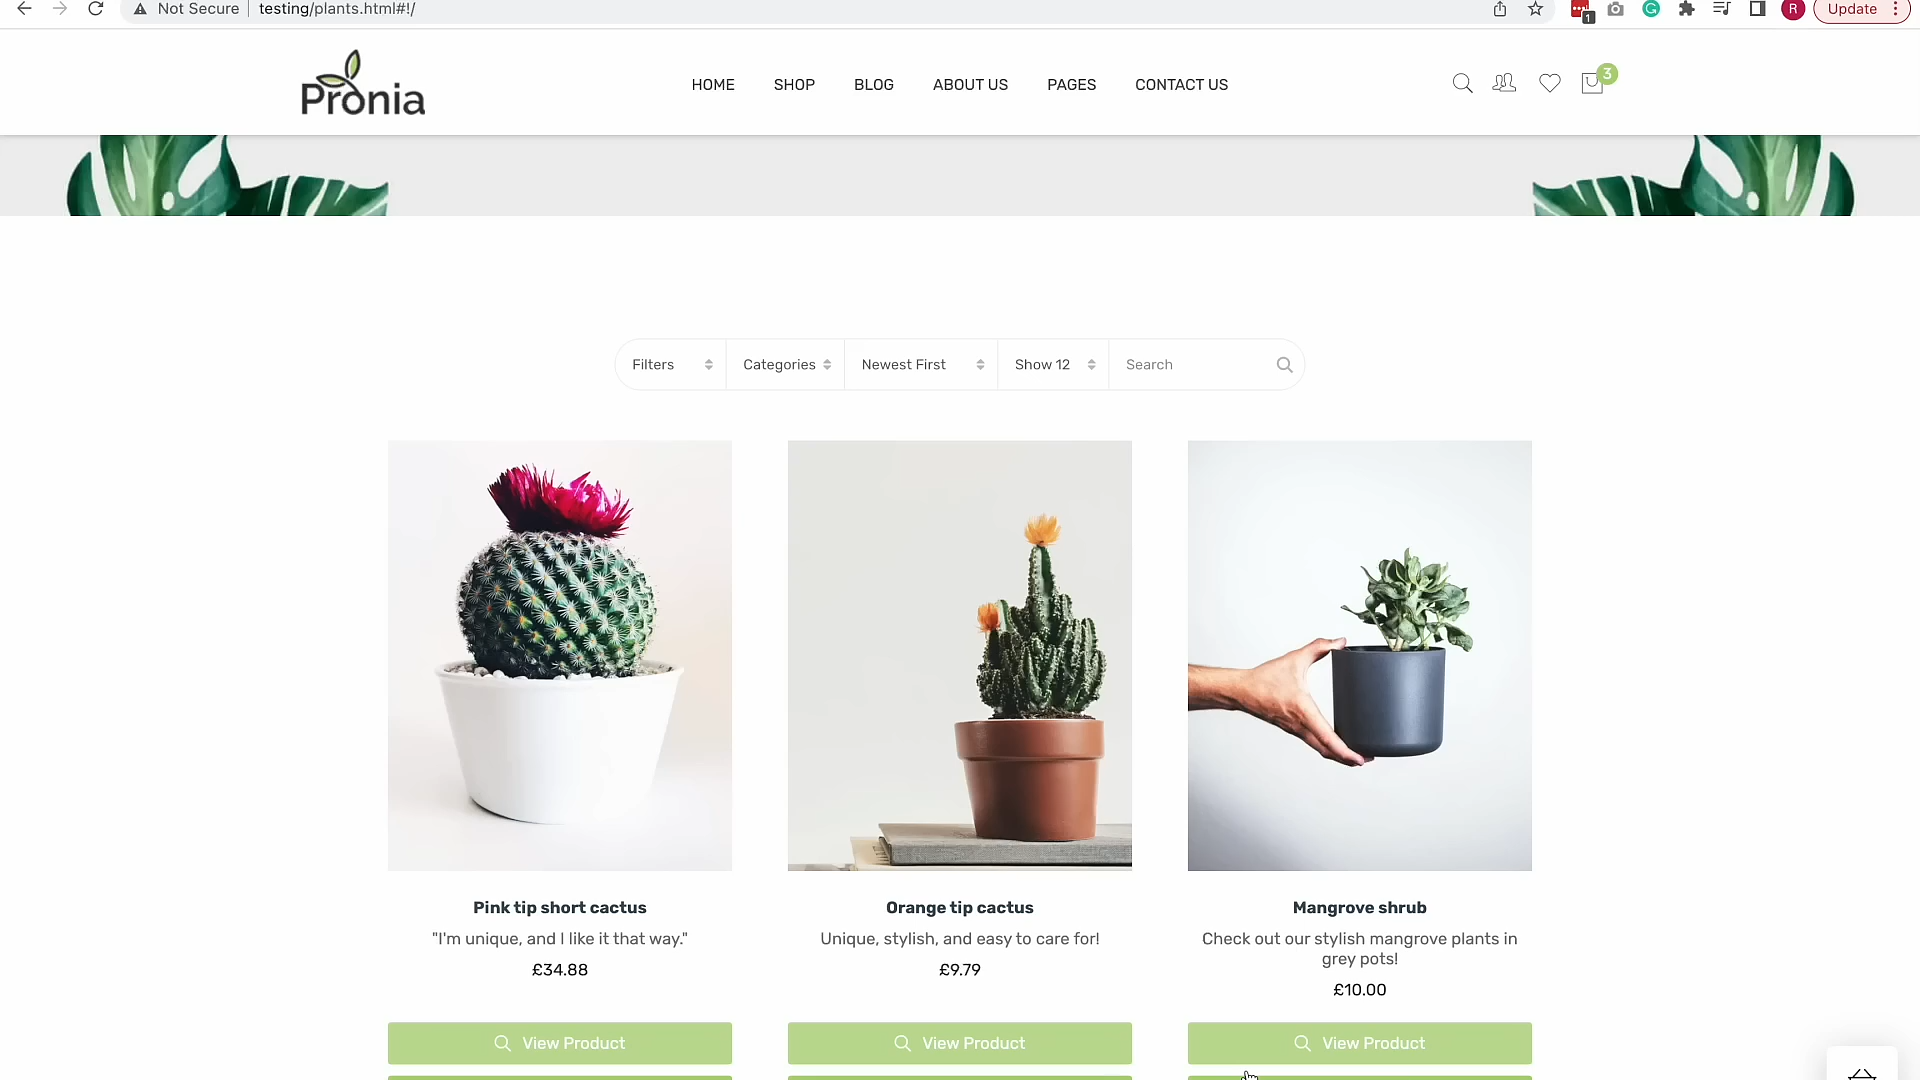 Not Secure testing/plants.html#!/
1
R
Update
Pronia
HOME SHOP BLOG ABOUT US PAGES CONTACT US
3
Filters Categories Newest First Show 12 Search
Pink tip short cactus
"I'm unique, and I like it that way."
£34.88
View Product
Orange tip cactus
Unique, stylish, and easy to care for!
£9.79
View Product
Mangrove shrub
Check out our stylish mangrove plants in
grey pots!
£10.00
View Product